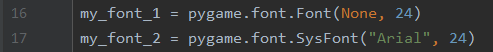 16 my_font_1 = pygame.font.Font(None, 24)
17 my_font_2 = pygame.font.SysFont("Arial", 24)